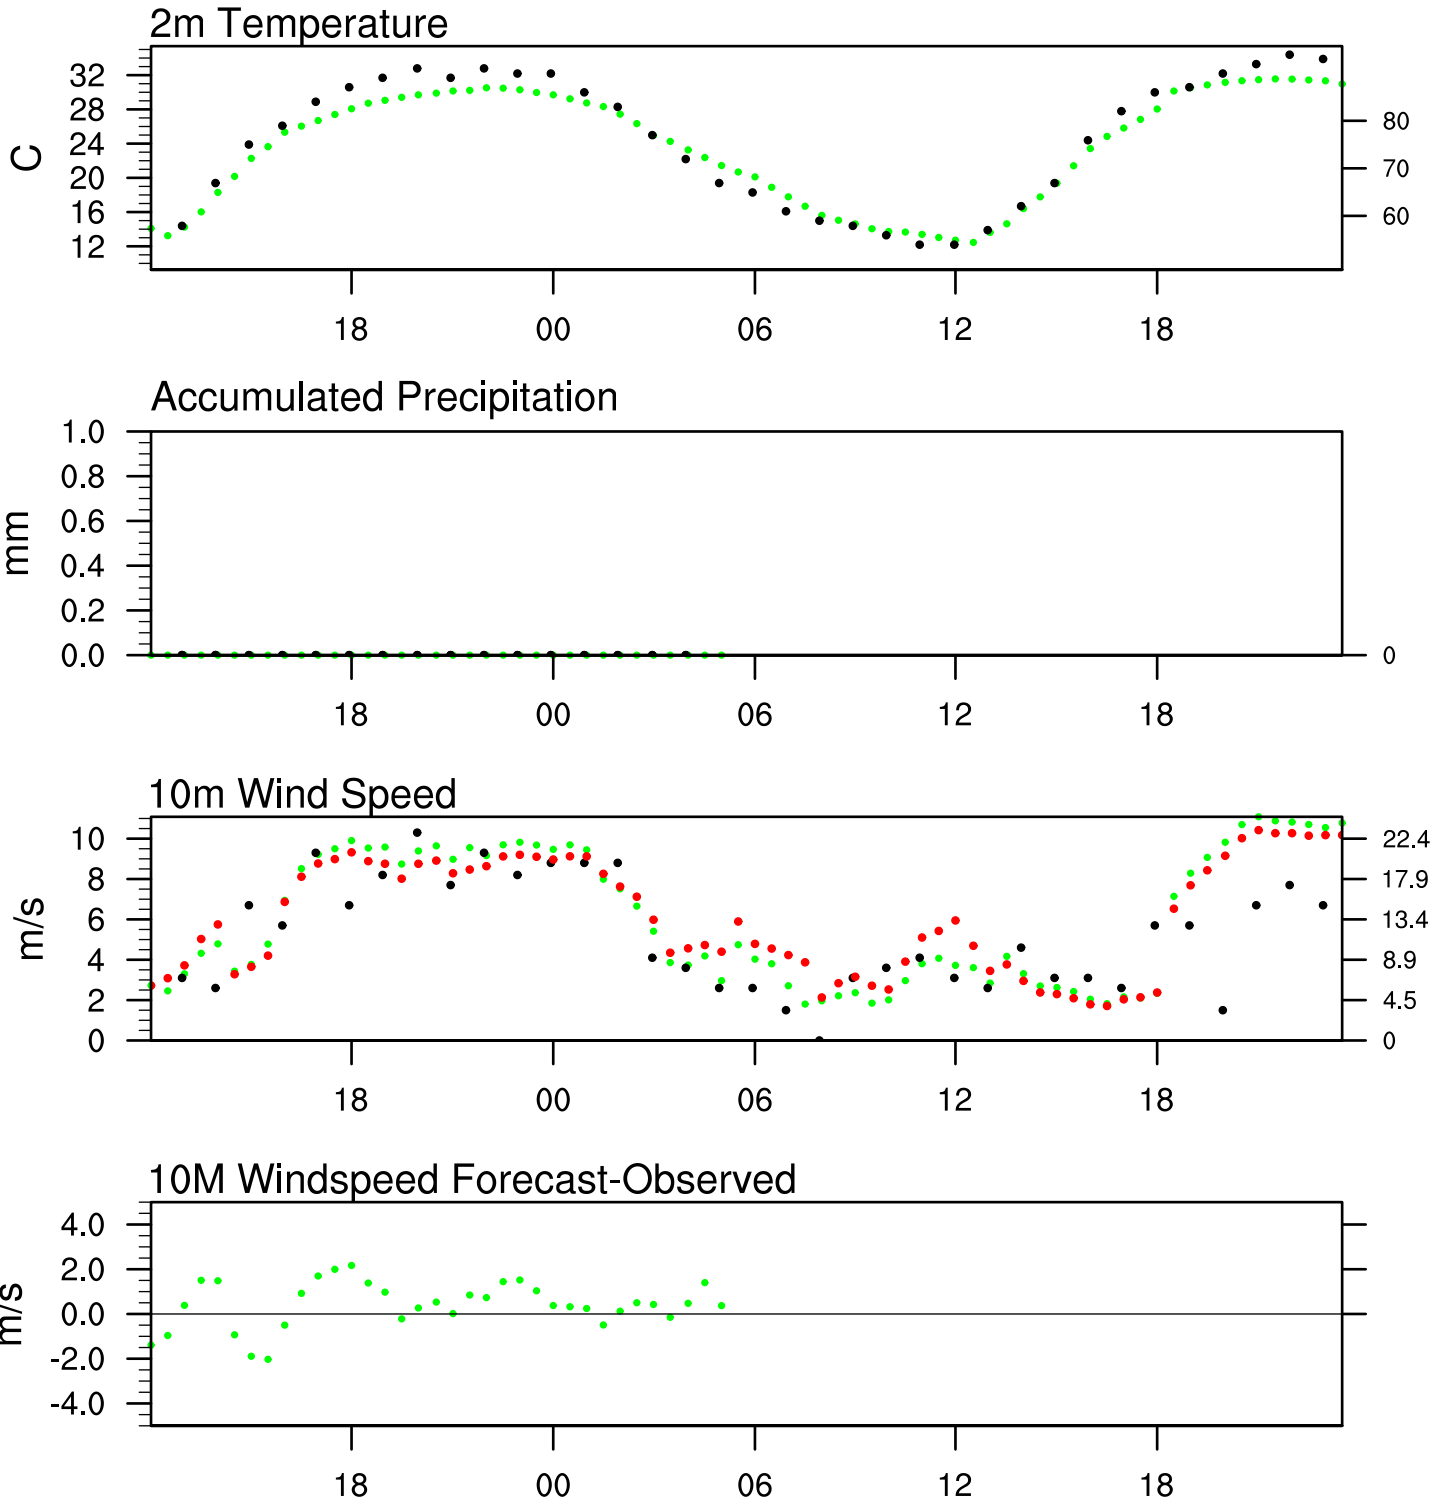 2m Temperature
32
28
24
20
16
12
C
80
70
60
18 00 06 12 18
Accumulated Precipitation
1.0
0.8
0.6
0.4
0.2
0.0
mm
0
18 00 06 12 18
10m Wind Speed
10
8
6
4
2
0
m/s
22.4
17.9
13.4
8.9
4.5
0
18 00 06 12 18
10M Windspeed Forecast-Observed
4.0
2.0
0.0
-2.0
-4.0
m/s
18 00 06 12 18